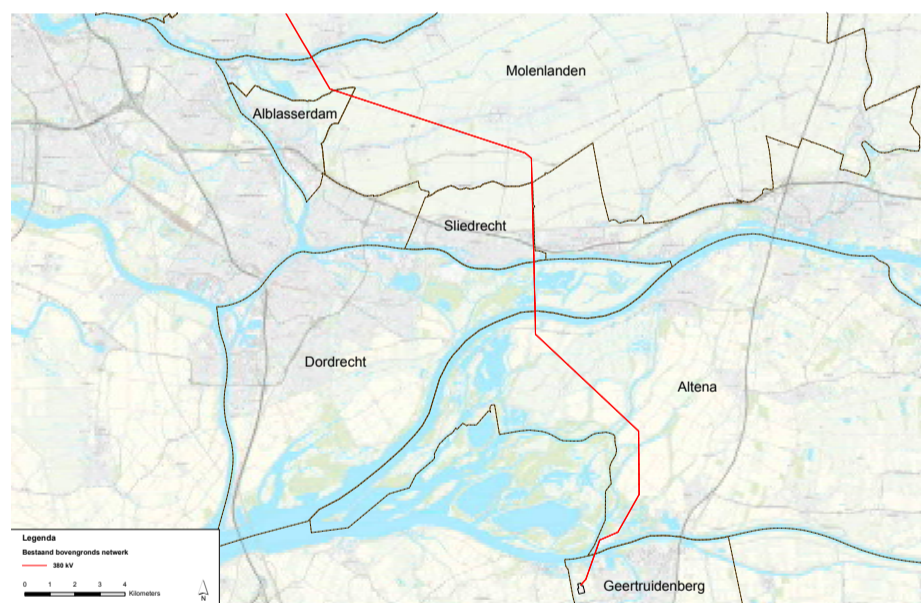 Molenlanden
Alblasserdam
Sliedrecht
Dordrecht
Altena
Geertruidenberg
Legenda
Bestaand bovengronds netwerk
380 kV
0 1 2 3 4
Kilometers
N